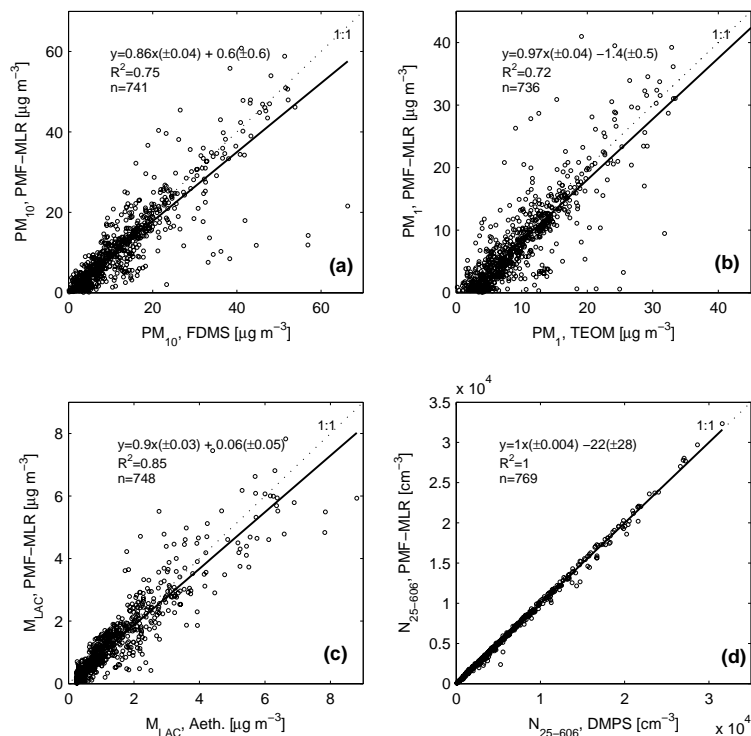 70
60
40
20
0
0 20 40 60
1:1
y=0.86x(±0.04) + 0.6(±0.6)
R²=0.75
n=741
(a)
PM₁₀, PMF−MLR [µg m⁻³]
PM₁₀, FDMS [µg m⁻³]
45
40
30
20
10
0
0 10 20 30 40
1:1
y=0.97x(±0.04) −1.4(±0.5)
R²=0.72
n=736
(b)
PM₁, PMF−MLR [µg m⁻³]
PM₁, TEOM [µg m⁻³]
8
6
4
2
0
0 2 4 6 8
1:1
y=0.9x(±0.03) + 0.06(±0.05)
R²=0.85
n=748
(c)
M_LAC, PMF−MLR [µg m⁻³]
M_LAC, Aeth. [µg m⁻³]
x 10⁴
3.5
3
2.5
2
1.5
1
0.5
0
0 1 2 3
x 10⁴
1:1
y=1x(±0.004) −22(±28)
R²=1
n=769
(d)
N₂₅₋₆₀₆, PMF−MLR [cm⁻³]
N₂₅₋₆₀₆, DMPS [cm⁻³]